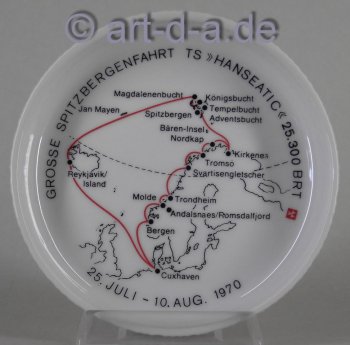 © art-d-a.de
GROSSE SPITZBERGENFAHRT TS »HANSEATIC« 25.300 BRT
Magdalenenbucht
Königsbucht
Tempelbucht
Jan Mayen
Spitzbergen
Adventsbucht
Bären-Insel
Nordkap
Kirkenes
Tromso
Svartisengletscher
Reykjavik/
Island
Molde
Trondheim
Andalsnaes/Romsdalfjord
Bergen
Cuxhaven
25. JULI - 10. AUG. 1970